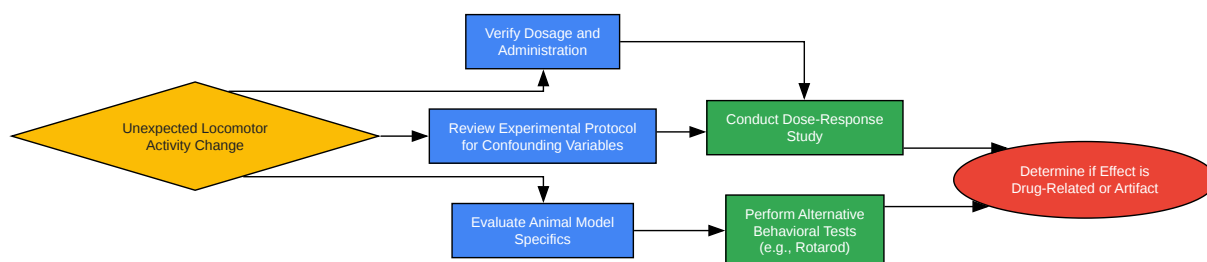 Verify Dosage and
Administration
Unexpected Locomotor
Activity Change
Review Experimental Protocol
for Confounding Variables
Conduct Dose-Response
Study
Determine if Effect is
Drug-Related or Artifact
Evaluate Animal Model
Specifics
Perform Alternative
Behavioral Tests
(e.g., Rotarod)